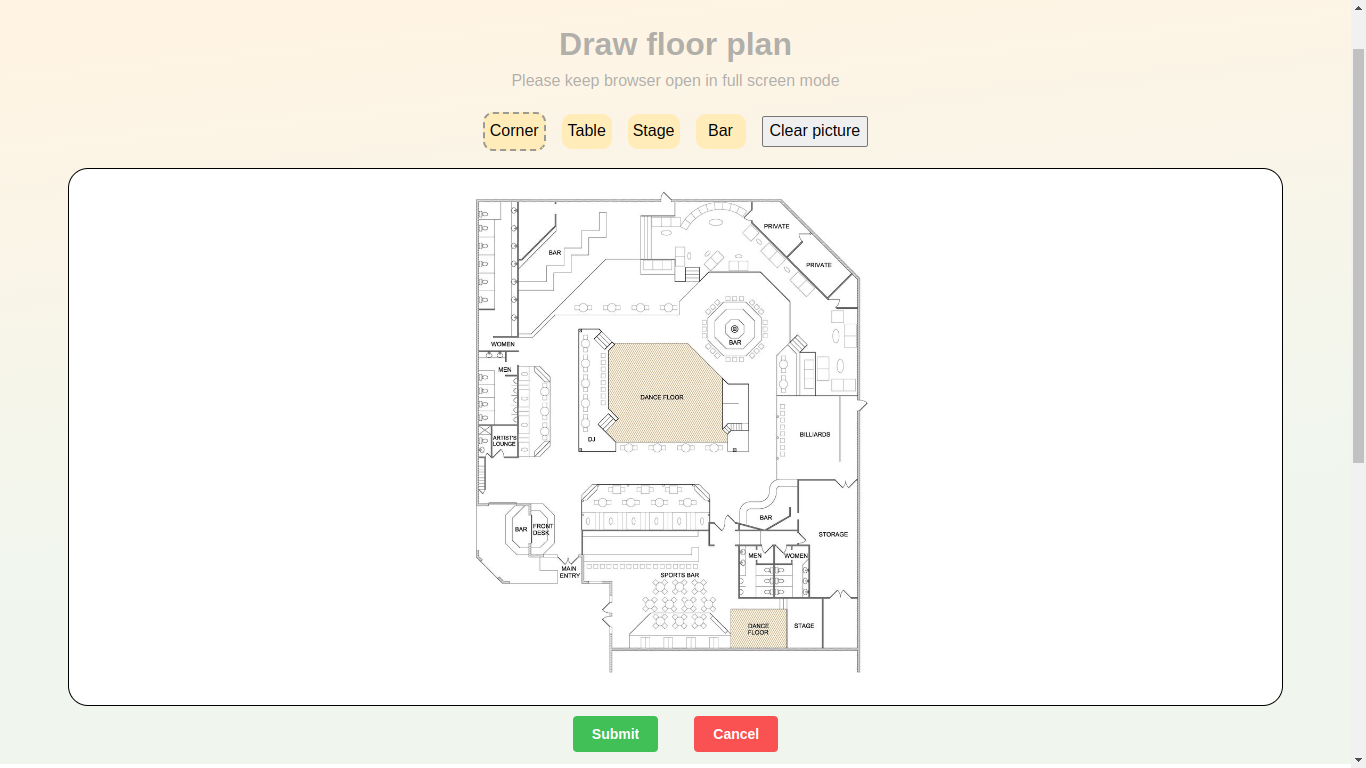 Draw floor plan
Please keep browser open in full screen mode
Corner
Table
Stage
Bar
Clear picture
PRIVATE
BAR
PRIVATE
WOMEN
BAR
MEN
DANCE FLOOR
BILLIARDS
ARTIST'S
LOUNGE
DJ
BAR
BAR
FRONT
DESK
STORAGE
MEN
WOMEN
MAIN
ENTRY
SPORTS BAR
DANCE
FLOOR
STAGE
Submit
Cancel